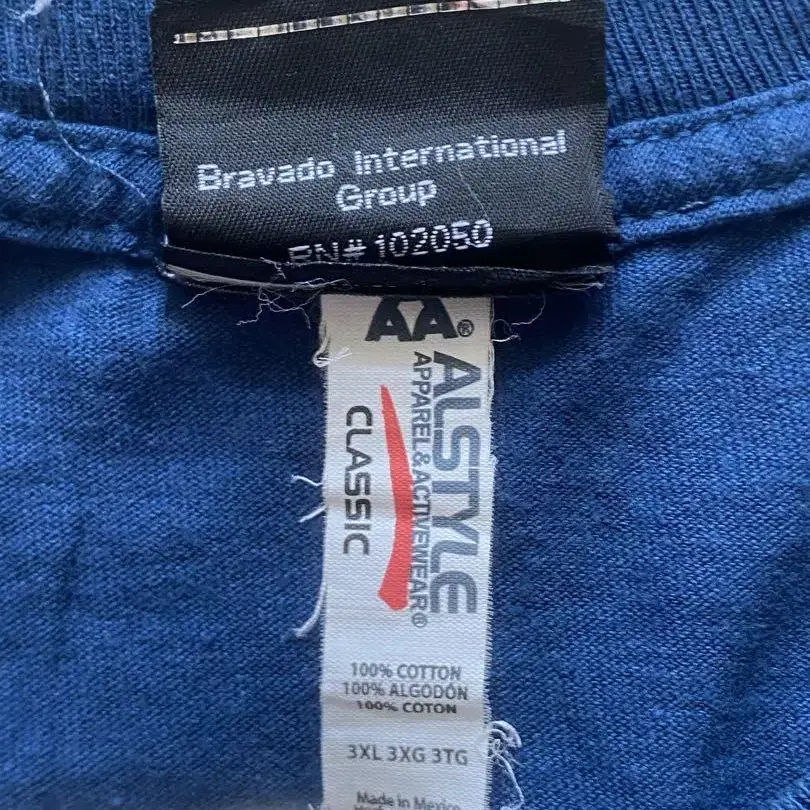 Bravado International
Group
RN# 102050
AA®
ALSTYLE
APPAREL & ACTIVEWEAR®
CLASSIC
100% COTTON
100% ALGODÓN
100% COTON
3XL 3XG 3TG
Made in Mexico